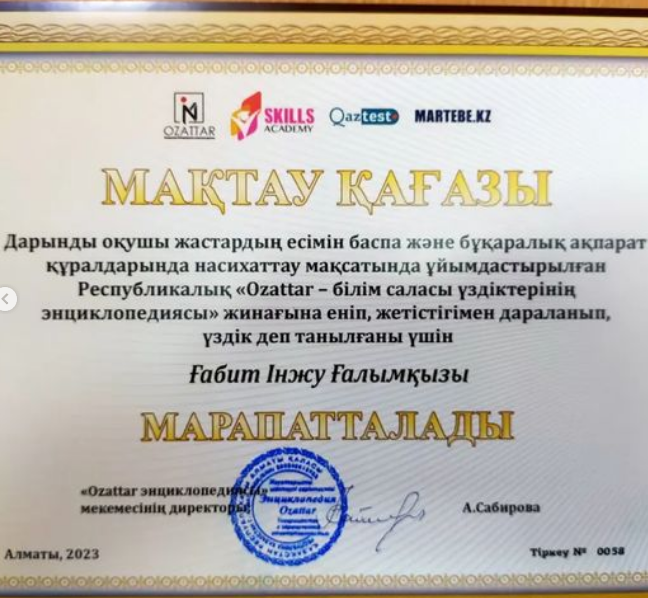 OZATTAR
SKILLS
ACADEMY
Qaztest
MARTEBE.KZ
МАҚТАУ ҚАҒАЗЫ
Дарынды оқушы жастардың есімін баспа және бұқаралық ақпарат
құралдарында насихаттау мақсатында ұйымдастырылған
Республикалық «Ozattar – білім саласы үздіктерінің
энциклопедиясы» жинағына еніп, жетістігімен дараланып,
үздік деп танылғаны үшін
Ғабит Інжу Ғалымқызы
МАРАПАТТАЛАДЫ
«Ozattar энциклопедиясы»
мекемесінің директоры
А.Сабирова
Энциклопедия
Ozattar
Алматы, 2023
Тіркеу № 0058